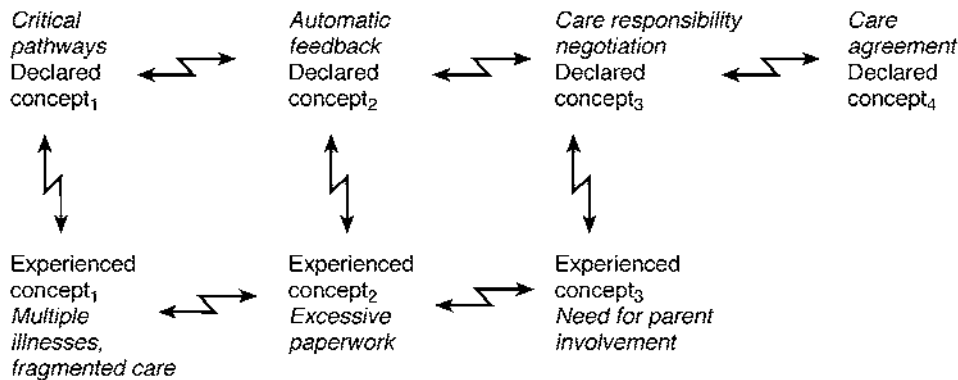 Critical
pathways
Declared
concept1
Automatic
feedback
Declared
concept2
Care responsibility
negotiation
Declared
concept3
Care
agreement
Declared
concept4
Experienced
concept1
Multiple
illnesses,
fragmented care
Experienced
concept2
Excessive
paperwork
Experienced
concept3
Need for parent
involvement